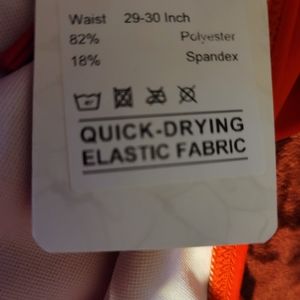 Waist 29-30 Inch
82% Polyester
18% Spandex
QUICK-DRYING
ELASTIC FABRIC